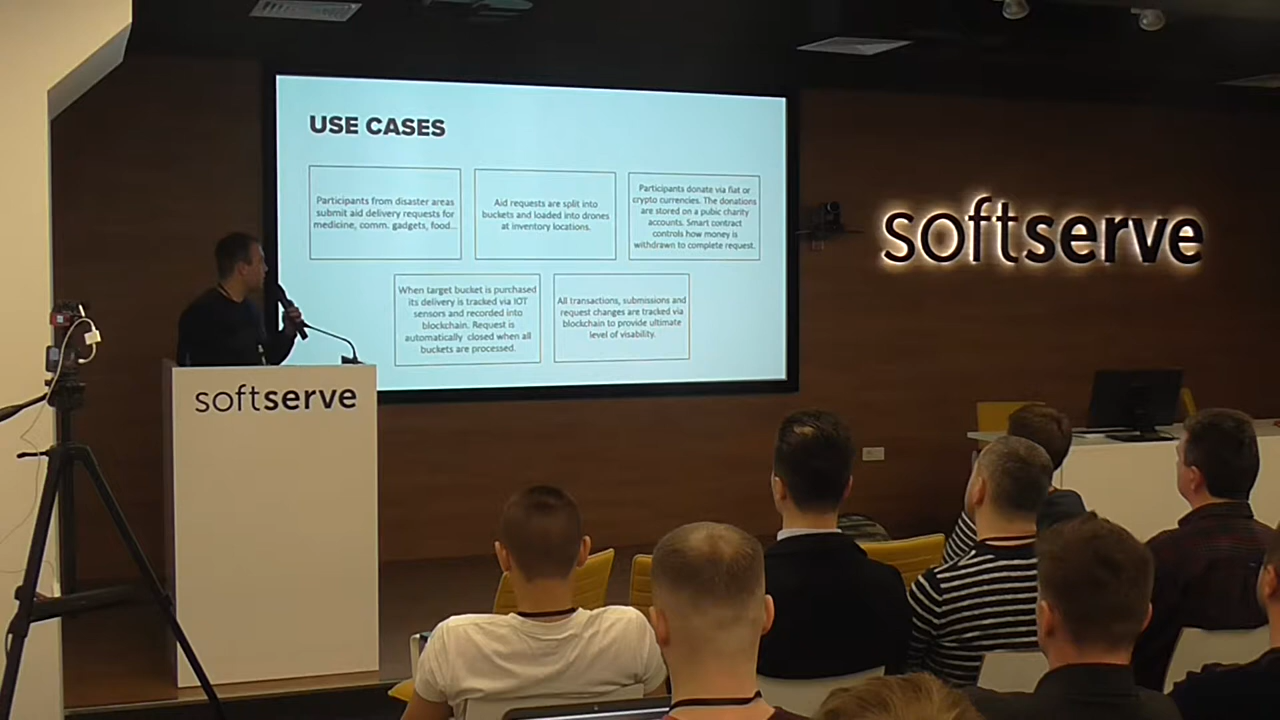 USE CASES
Participants from disaster areas
submit aid delivery requests for
medicine, comm. gadgets, food...
Aid requests are split into
buckets and loaded into drones
at inventory locations.
Participants donate via fiat or
crypto currencies. The donations
are stored on a pubic charity
accounts. Smart contract
controls how money is
withdrawn to complete request.
When target bucket is purchased
its delivery is tracked via IOT
sensors and recorded into
blockchain. Request is
automatically closed when all
buckets are processed.
All transactions, submissions and
request changes are tracked via
blockchain to provide ultimate
level of visability.
softserve
softserve